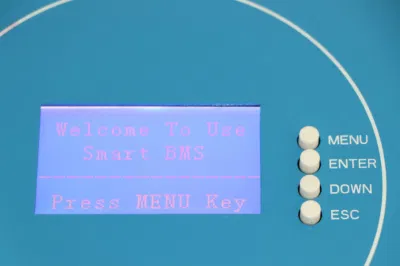 Welcome To Use
Smart BMS
Press MENU Key
MENU
ENTER
DOWN
ESC